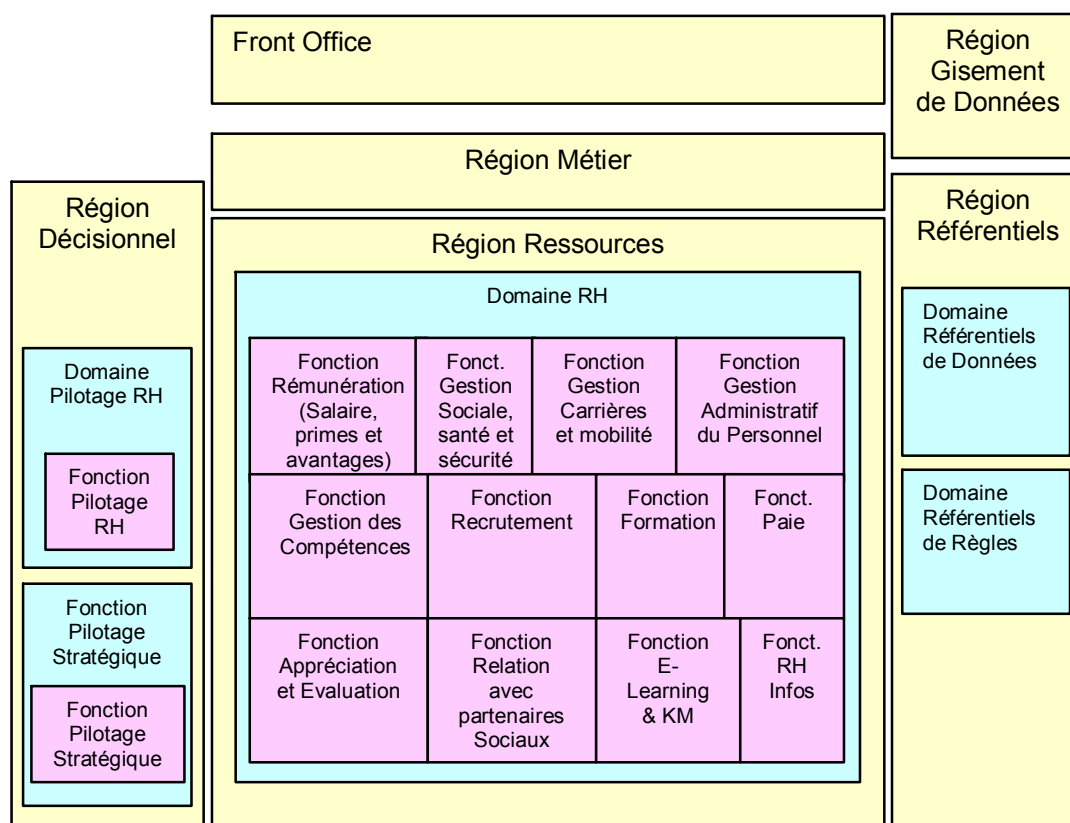 Front Office
Région
Gisement
de Données
Région Métier
Région
Décisionnel
Domaine
Pilotage RH
Fonction
Pilotage
RH
Fonction
Pilotage
Stratégique
Fonction
Pilotage
Stratégique
Région Ressources
Domaine RH
Fonction
Rémunération
(Salaire,
primes et
avantages)
Fonct.
Gestion
Sociale,
santé et
sécurité
Fonction
Gestion
Carrières
et mobilité
Fonction
Gestion
Administratif
du Personnel
Fonction
Gestion des
Compétences
Fonction
Recrutement
Fonction
Formation
Fonct.
Paie
Fonction
Appréciation
et Evaluation
Fonction
Relation
avec
partenaires
Sociaux
Fonction
E-
Learning
& KM
Fonct.
RH
Infos
Région
Référentiels
Domaine
Référentiels
de Données
Domaine
Référentiels
de Règles